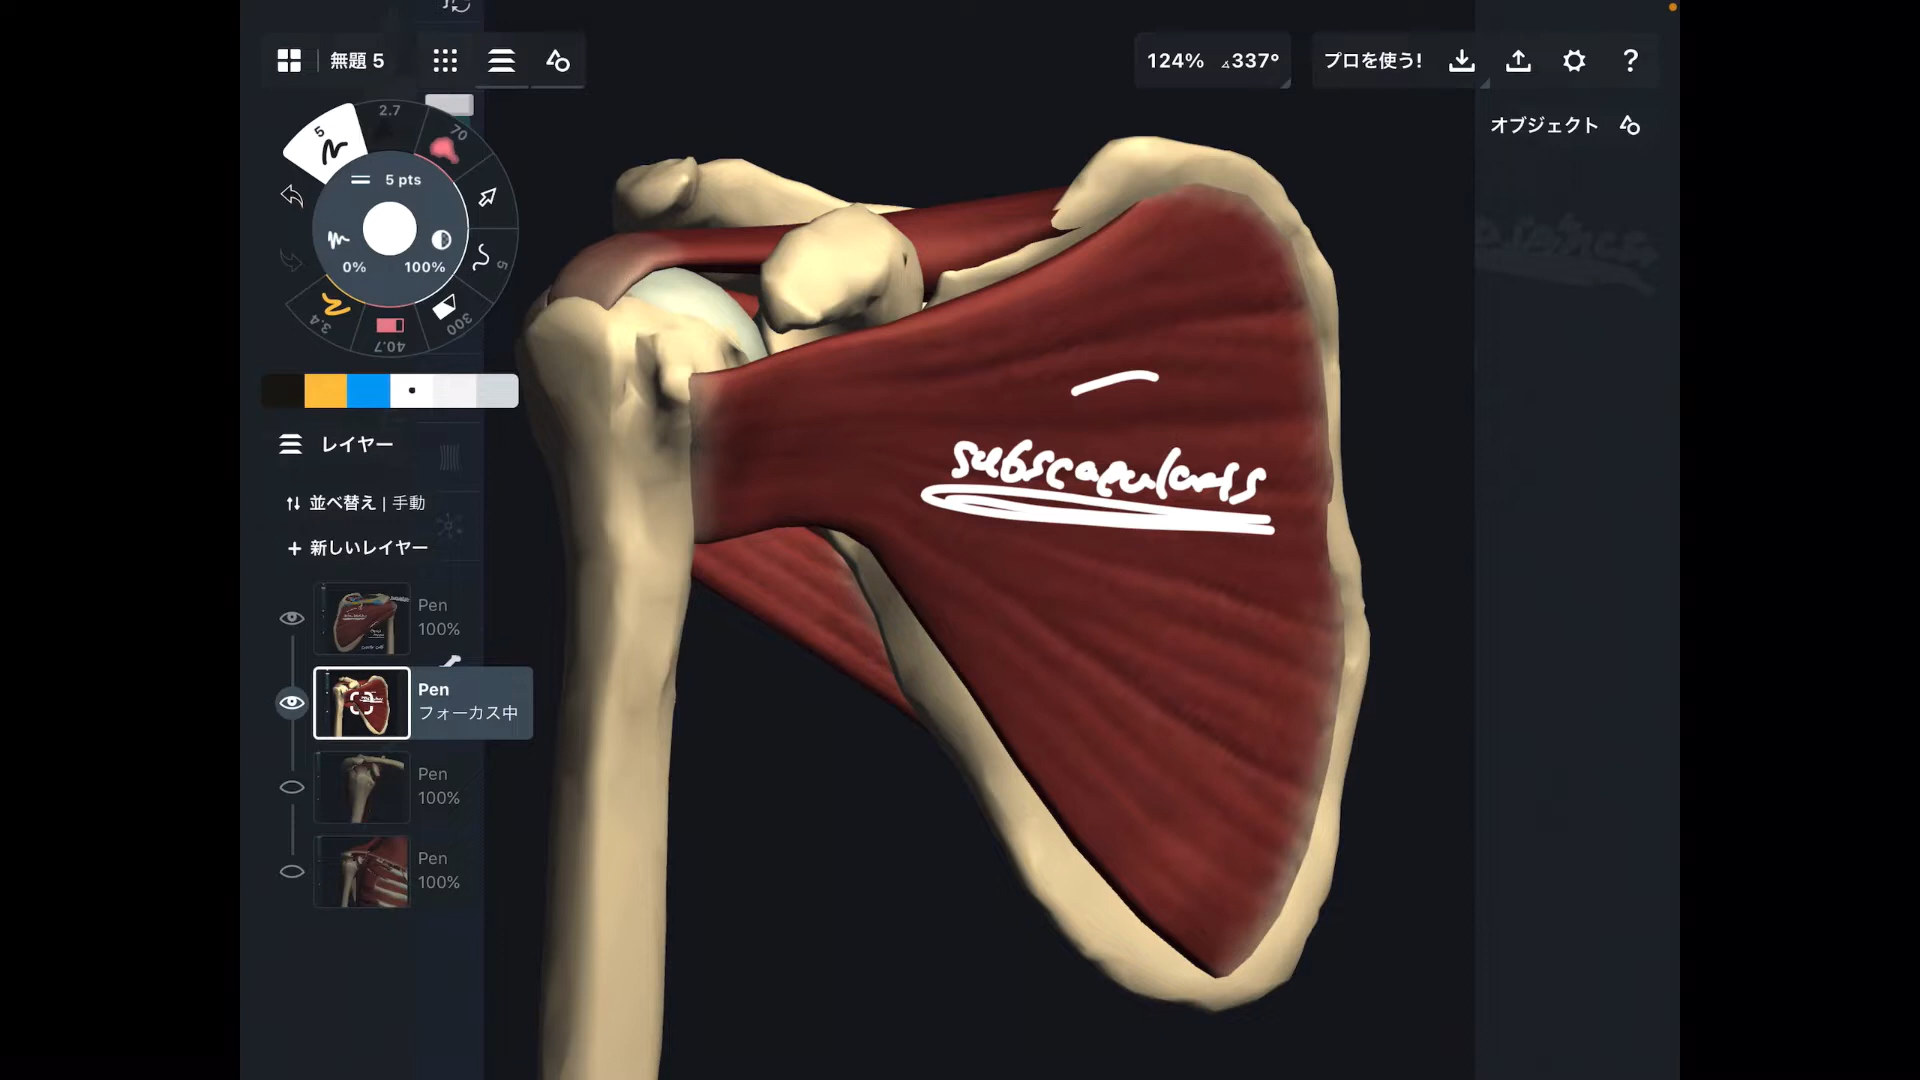 無題 5
124% ⊿337°
プロを使う!
?
オブジェクト
2.7
5
70
5 pts
0%
100%
5
3.4
40.7
300
レイヤー
並べ替え | 手動
+ 新しいレイヤー
Pen
100%
Pen
フォーカス中
Pen
100%
Pen
100%
subscapularis